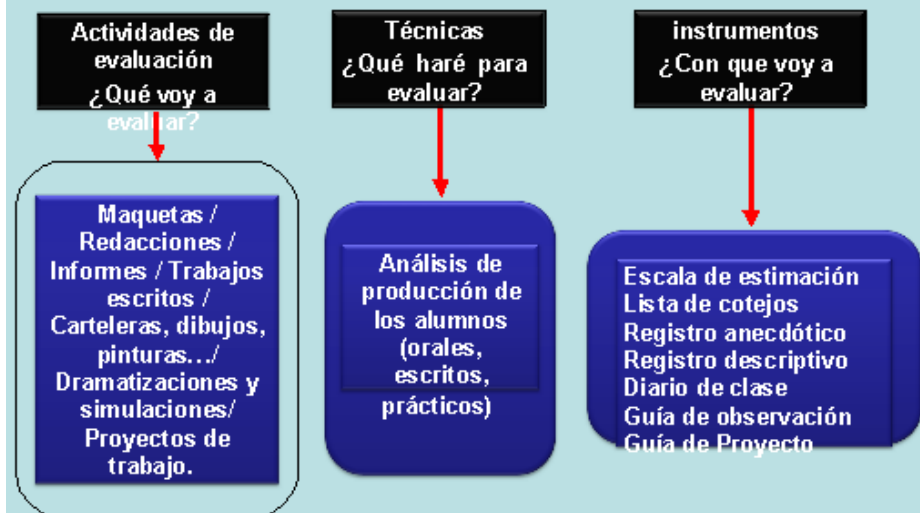 Actividades de
evaluación
¿Qué voy a
evaluar?
Maquetas /
Redacciones /
Informes / Trabajos
escritos /
Carteleras, dibujos,
pinturas.../
Dramatizaciones y
simulaciones/
Proyectos de
trabajo.
Técnicas
¿Qué haré para
evaluar?
Análisis de
producción de
los alumnos
(orales,
escritos,
prácticos)
instrumentos
¿Con que voy a
evaluar?
Escala de estimación
Lista de cotejos
Registro anecdótico
Registro descriptivo
Diario de clase
Guía de observación
Guía de Proyecto